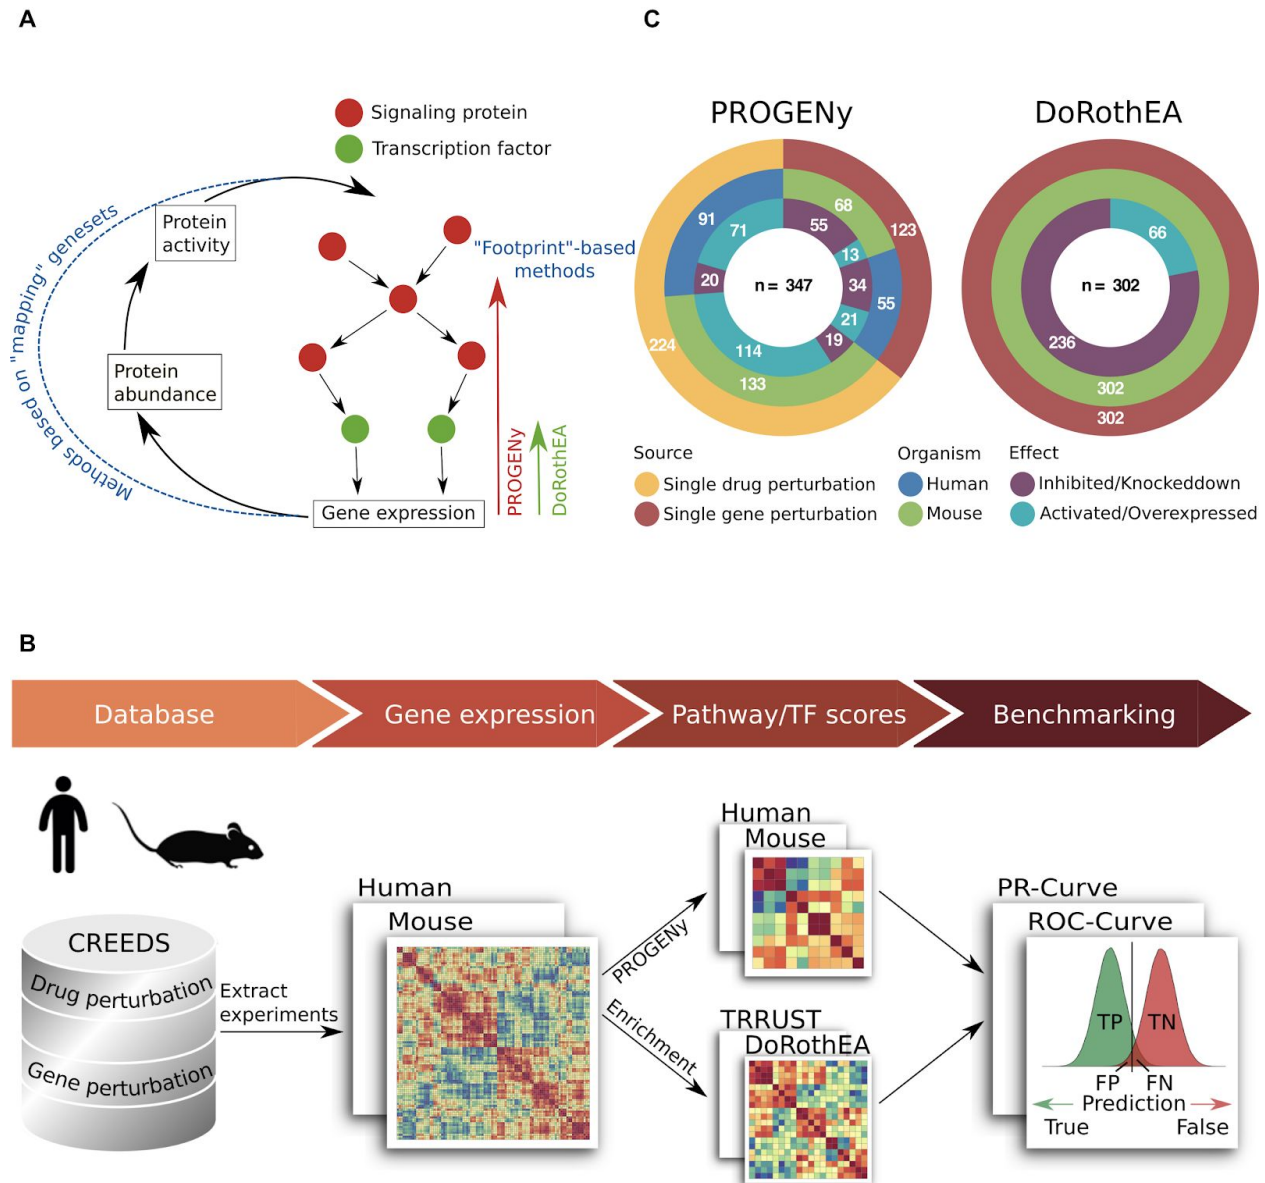 A
Signaling protein
Transcription factor
Methods based on "mapping" genesets
Protein
activity
Protein
abundance
"Footprint"-based
methods
Gene expression
PROGENy
DoRothEA
C
PROGENy
DoRothEA
91
71
55
68
123
13
34
55
21
19
20
114
133
224
n = 347
66
236
302
302
n = 302
Source
Single drug perturbation
Single gene perturbation
Organism
Human
Mouse
Effect
Inhibited/Knockeddown
Activated/Overexpressed
B
Database
Gene expression
Pathway/TF scores
Benchmarking
CREEDS
Drug perturbation
Gene perturbation
Extract
experiments
Human
Mouse
PROGENy
Enrichment
Human
Mouse
TRRUST
DoRothEA
PR-Curve
ROC-Curve
TP
TN
FP
FN
Prediction
True
False